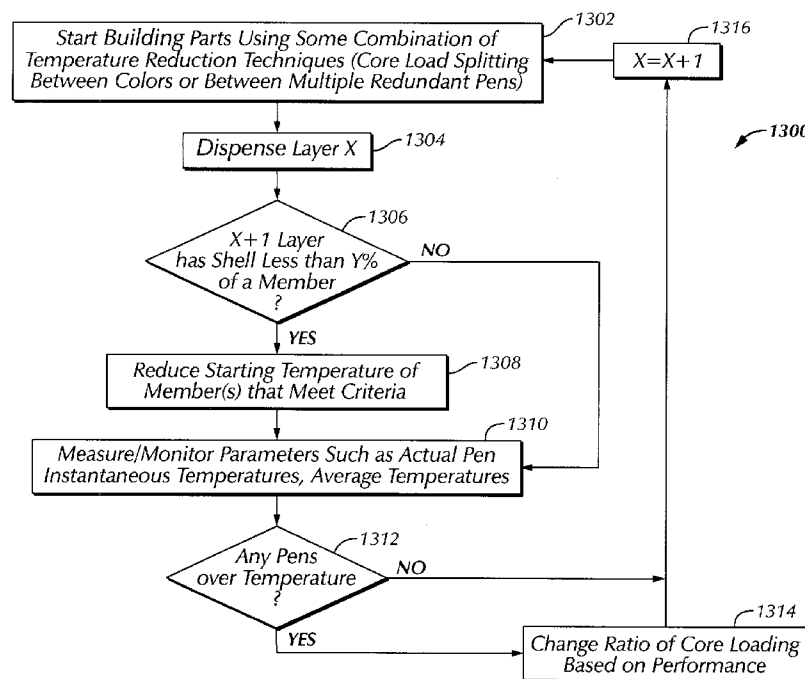 1302
Start Building Parts Using Some Combination of
Temperature Reduction Techniques (Core Load Splitting
Between Colors or Between Multiple Redundant Pens)
1316
X=X+1
1300
1304
Dispense Layer X
1306
X+1 Layer
has Shell Less than Y%
of a Member
?
NO
YES
1308
Reduce Starting Temperature of
Member(s) that Meet Criteria
1310
Measure/Monitor Parameters Such as Actual Pen
Instantaneous Temperatures, Average Temperatures
1312
Any Pens
over Temperature
?
NO
YES
1314
Change Ratio of Core Loading
Based on Performance